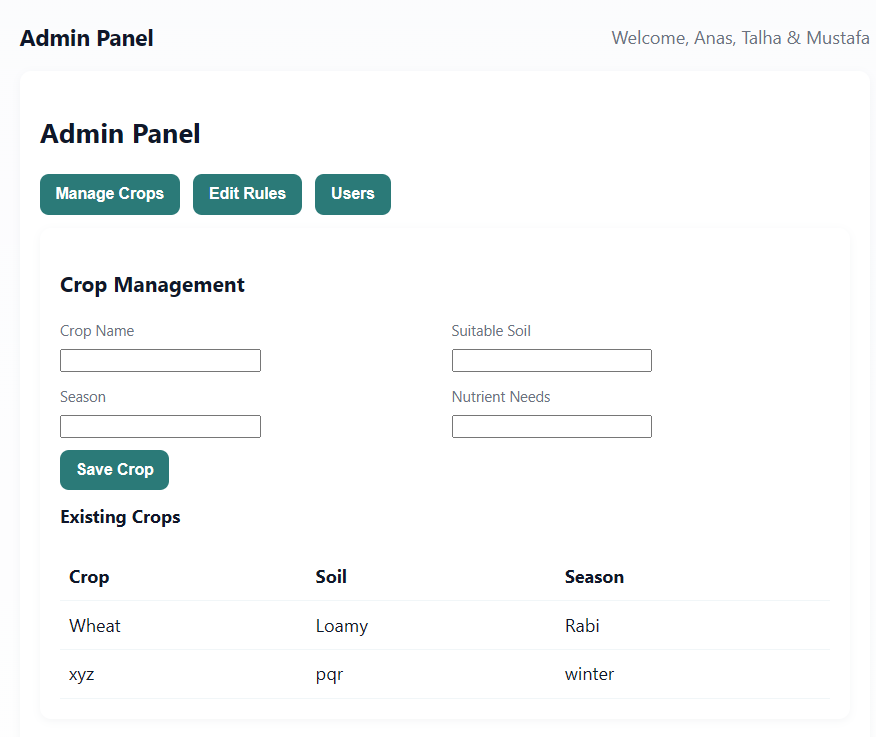 Admin Panel
Welcome, Anas, Talha & Mustafa
Admin Panel
Manage Crops Edit Rules Users
Crop Management
Crop Name Suitable Soil
Season Nutrient Needs
Save Crop
Existing Crops
Crop Soil Season
Wheat Loamy Rabi
xyz pqr winter